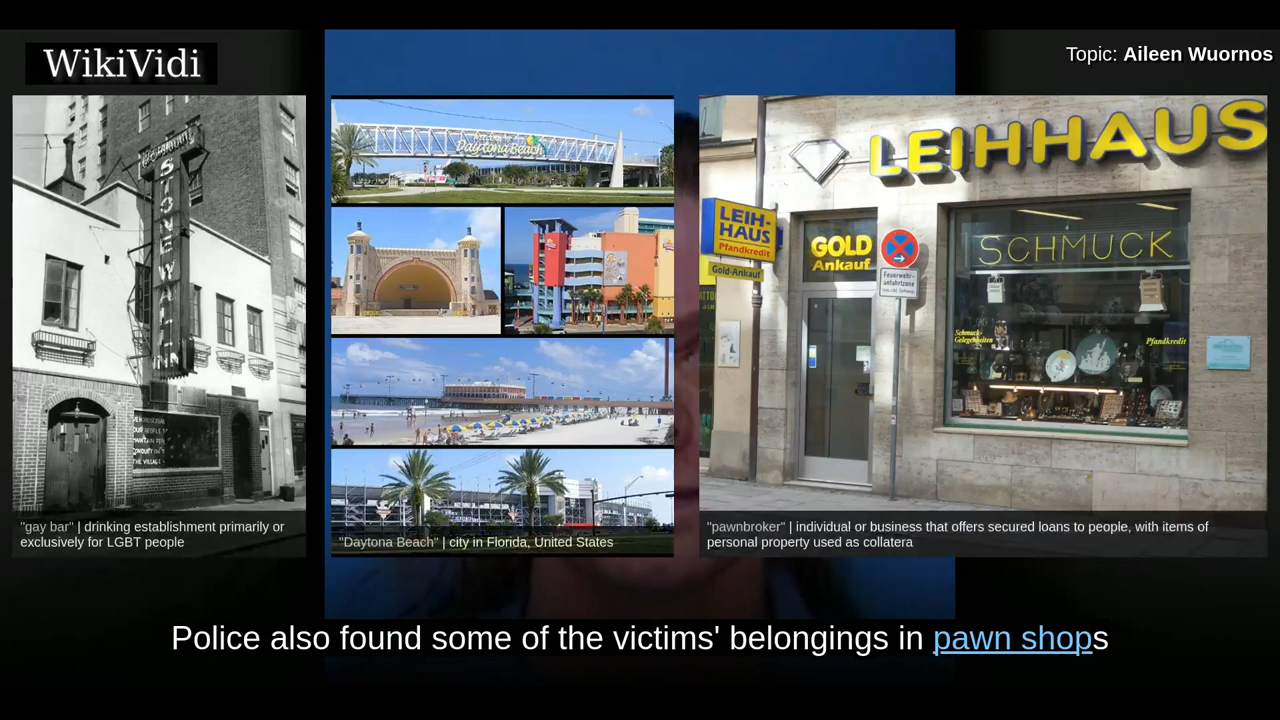 WikiVidi
Topic: Aileen Wuornos
STONEWALL
INN
Daytona Beach
LEIHHAUS
LEIH-
HAUS
Pfandkredit
Gold-Ankauf
GOLD
Ankauf
Feuerwehr-
anfahrtzone
SCHMUCK
Schmuck-
Gelegenheiten
Pfandkredit
"gay bar" | drinking establishment primarily or
exclusively for LGBT people
"Daytona Beach" | city in Florida, United States
"pawnbroker" | individual or business that offers secured loans to people, with items of
personal property used as collatera
Police also found some of the victims' belongings in pawn shops